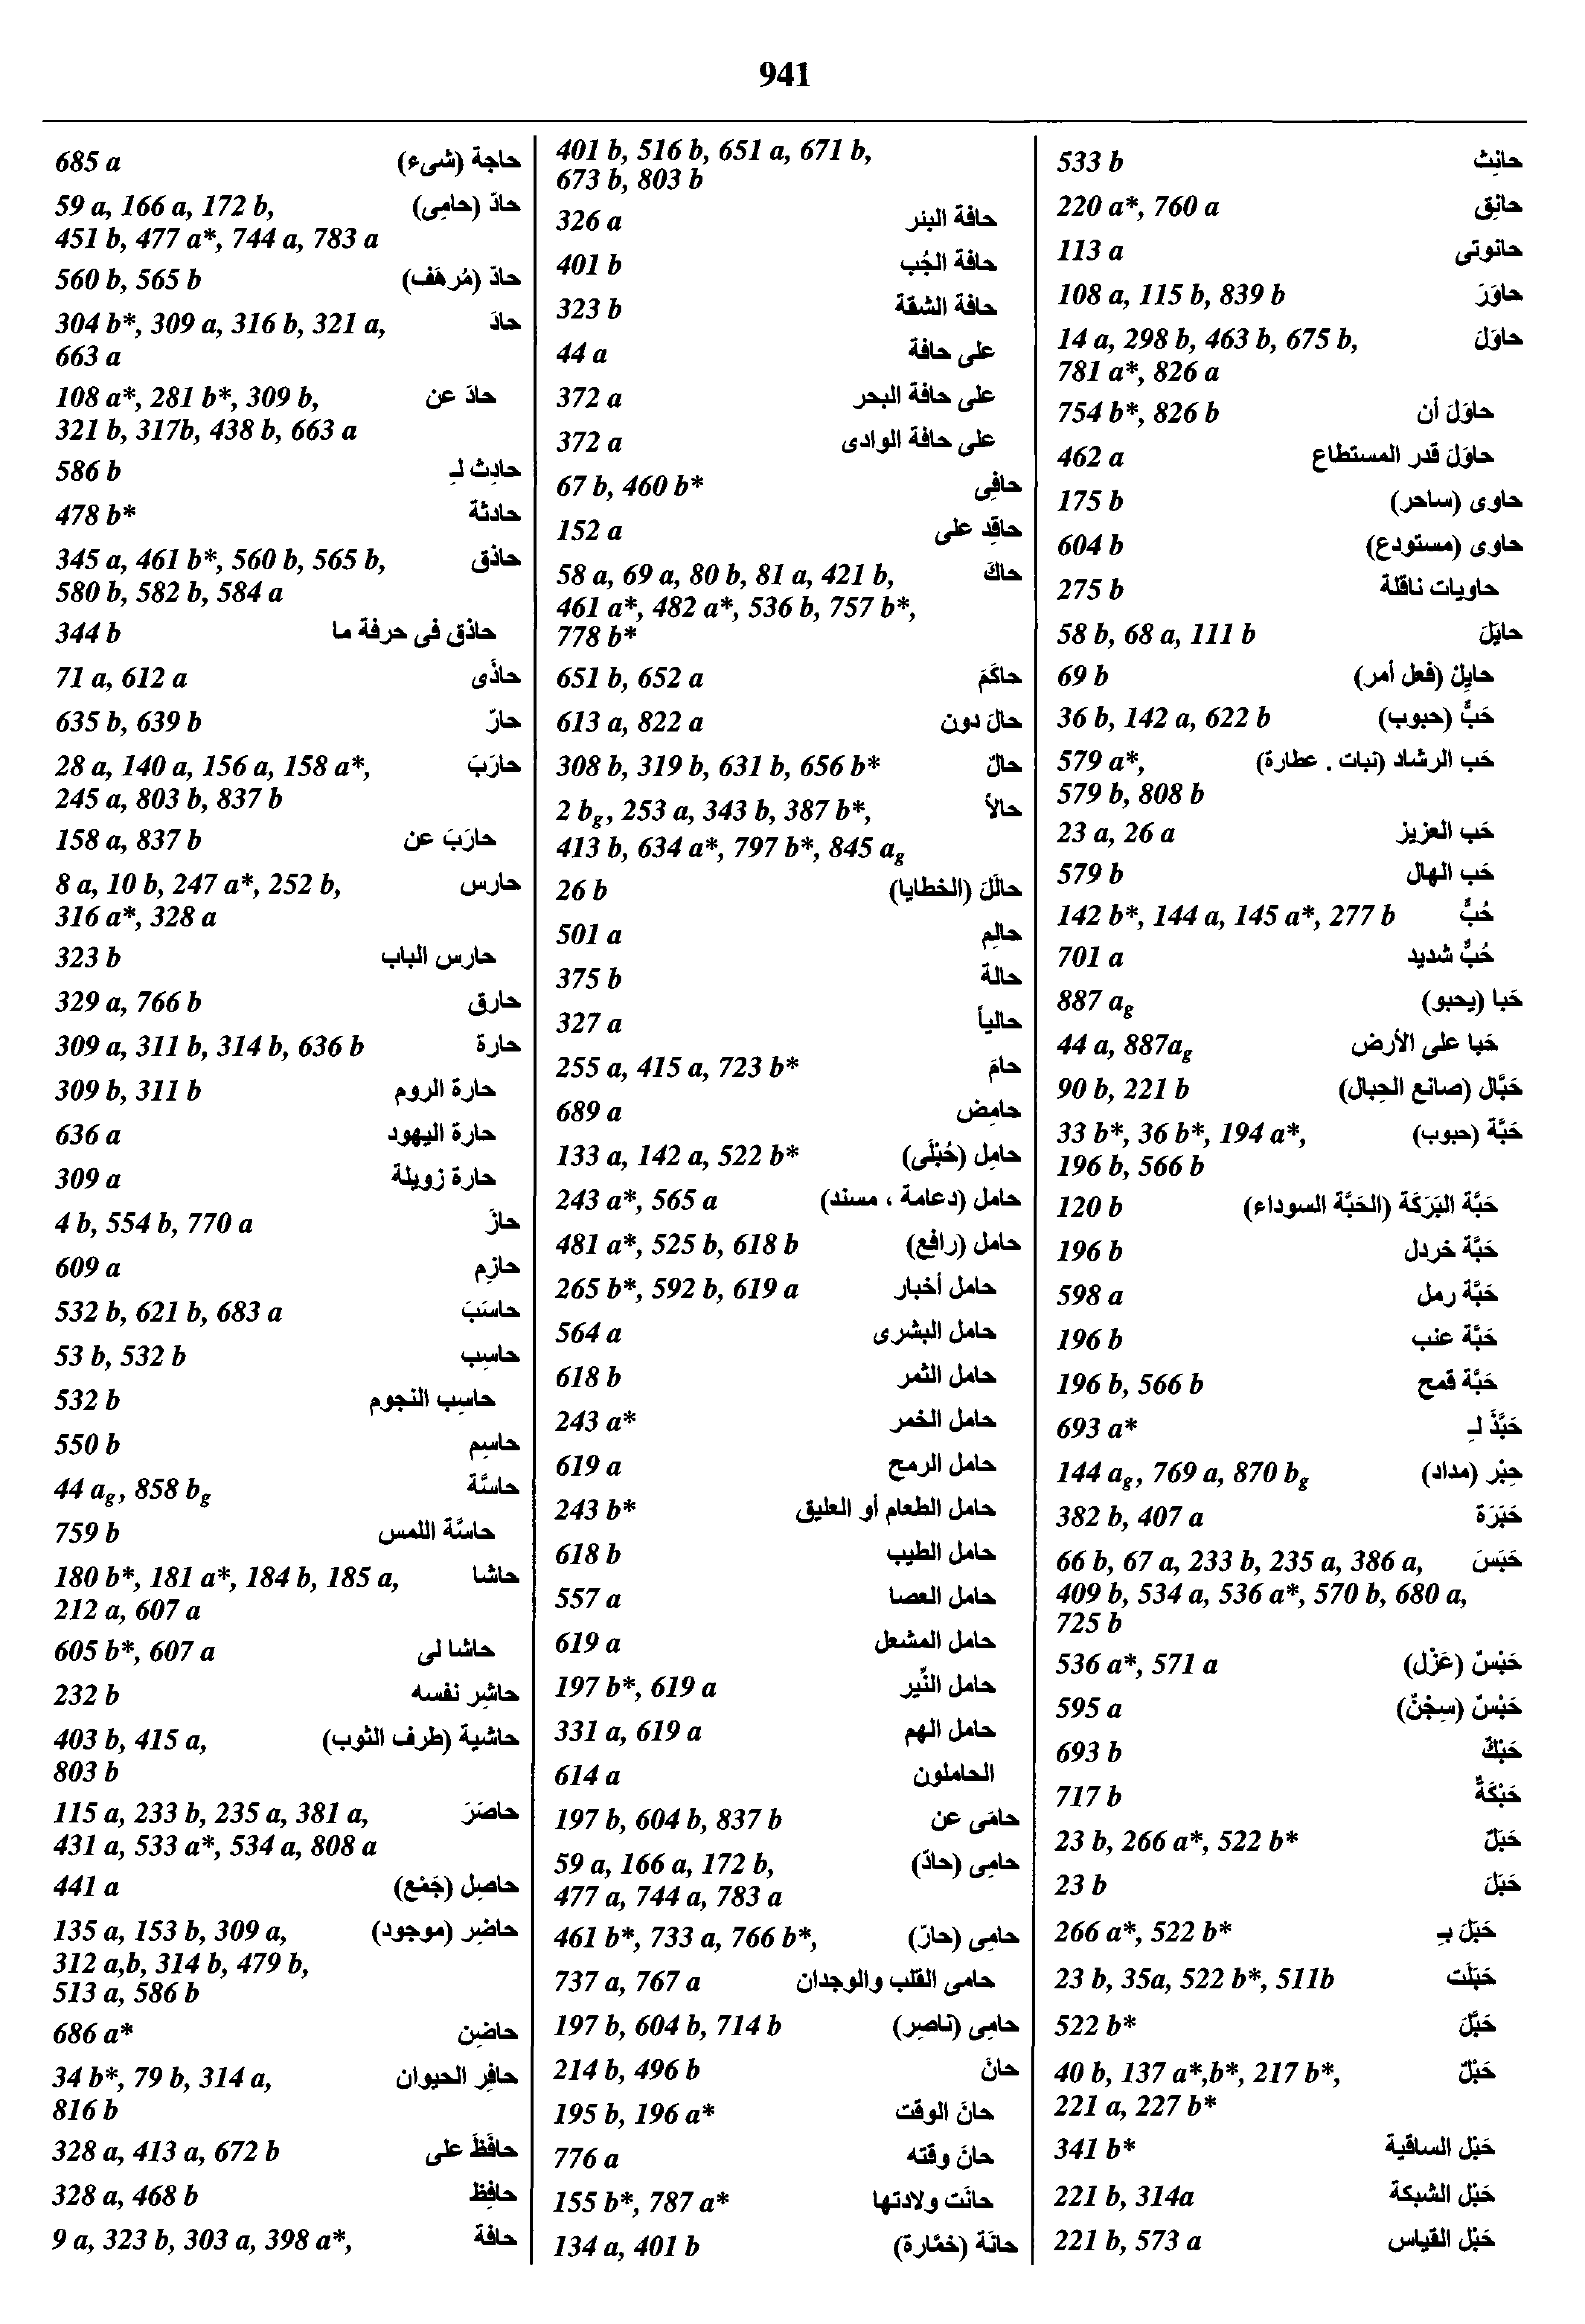 941
حاجة (شىء) 685 a
حادّ (حامِى) 59 a, 166 a, 172 b,
451 b, 477 a*, 744 a, 783 a
حادّ (مُرهَف) 560 b, 565 b
حادَ 304 b*, 309 a, 316 b, 321 a,
663 a
حادَ عن 108 a*, 281 b*, 309 b,
321 b, 317b, 438 b, 663 a
حادِث لـِ 586 b
حادثة 478 b*
حاذق 345 a, 461 b*, 560 b, 565 b,
580 b, 582 b, 584 a
حاذق فى حرفة ما 344 b
حاذَى 71 a, 612 a
حارّ 635 b, 639 b
حارَبَ 28 a, 140 a, 156 a, 158 a*,
245 a, 803 b, 837 b
حارَبَ عن 158 a, 837 b
حارس 8 a, 10 b, 247 a*, 252 b,
316 a*, 328 a
حارس الباب 323 b
حارق 329 a, 766 b
حارة 309 a, 311 b, 314 b, 636 b
حارة الروم 309 b, 311 b
حارة اليهود 636 a
حارة زويلة 309 a
حازَ 4 b, 554 b, 770 a
حازِم 609 a
حاسَبَ 532 b, 621 b, 683 a
حاسِب 53 b, 532 b
حاسِب النجوم 532 b
حاسِم 550 b
حاسَّة 44 ag, 858 bg
حاسَّة اللمس 759 b
حاشا 180 b*, 181 a*, 184 b, 185 a,
212 a, 607 a
حاشا لى 605 b*, 607 a
حاشِر نفسه 232 b
حاشية (طرف الثوب) 403 b, 415 a,
803 b
حاصَرَ 115 a, 233 b, 235 a, 381 a,
431 a, 533 a*, 534 a, 808 a
حاصِل (جَمْع) 441 a
حاضِر (موجود) 135 a, 153 b, 309 a,
312 a,b, 314 b, 479 b,
513 a, 586 b
حاضِن 686 a*
حافِر الحيوان 34 b*, 79 b, 314 a,
816 b
حافَظَ على 328 a, 413 a, 672 b
حافِظ 328 a, 468 b
حافة 9 a, 323 b, 303 a, 398 a*,
401 b, 516 b, 651 a, 671 b,
673 b, 803 b
حافة البئر 326 a
حافة الجُب 401 b
حافة الشقة 323 b
على حافة 44 a
على حافة البحر 372 a
على حافة الوادى 372 a
حافِى 67 b, 460 b*
حاقِد على 152 a
حاكَ 58 a, 69 a, 80 b, 81 a, 421 b,
461 a*, 482 a*, 536 b, 757 b*,
778 b*
حاكَمَ 651 b, 652 a
حالَ دون 613 a, 822 a
حالٌ 308 b, 319 b, 631 b, 656 b*
حالاً 2 bg, 253 a, 343 b, 387 b*,
413 b, 634 a*, 797 b*, 845 ag
حالَلَ (الخطايا) 26 b
حالِم 501 a
حالة 375 b
حالياً 327 a
حامَ 255 a, 415 a, 723 b*
حامِض 689 a
حامِل (حُبْلَى) 133 a, 142 a, 522 b*
حامل (دعامة ، مسند) 243 a*, 565 a
حامل (رافِع) 481 a*, 525 b, 618 b
حامل أخبار 265 b*, 592 b, 619 a
حامل البشرى 564 a
حامل الثمر 618 b
حامل الخمر 243 a*
حامل الرمح 619 a
حامل الطعام أو العليق 243 b*
حامل الطيب 618 b
حامل العصا 557 a
حامل المشعل 619 a
حامل النِّير 197 b*, 619 a
حامل الهم 331 a, 619 a
الحاملون 614 a
حامَى عن 197 b, 604 b, 837 b
حامِى (حادّ) 59 a, 166 a, 172 b,
477 a, 744 a, 783 a
حامِى (حارّ) 461 b*, 733 a, 766 b*,
حامى القلب والوجدان 737 a, 767 a
حامِى (ناصِر) 197 b, 604 b, 714 b
حانَ 214 b, 496 b
حانَ الوقت 195 b, 196 a*
حانَ وقته 776 a
حانَت ولادتها 155 b*, 787 a*
حانَة (خمَّارة) 134 a, 401 b
حانِث 533 b
حانِق 220 a*, 760 a
حانوتى 113 a
حاوَرَ 108 a, 115 b, 839 b
حاوَلَ 14 a, 298 b, 463 b, 675 b,
781 a*, 826 a
حاوَلَ أن 754 b*, 826 b
حاوَلَ قدر المستطاع 462 a
حاوى (ساحر) 175 b
حاوى (مستودع) 604 b
حاويات ناقلة 275 b
حايَلَ 58 b, 68 a, 111 b
حايِلْ (فعل أمر) 69 b
حَبٌّ (حبوب) 36 b, 142 a, 622 b
حَب الرشاد (نبات . عطارة) 579 a*,
579 b, 808 b
حَب العزيز 23 a, 26 a
حَب الهال 579 b
حُبٌّ 142 b*, 144 a, 145 a*, 277 b
حُبٌّ شديد 701 a
حَبا (يحبو) 887 ag
حَبا على الأرض 44 a, 887ag
حَبَّال (صانع الحِبال) 90 b, 221 b
حَبَّة (حبوب) 33 b*, 36 b*, 194 a*,
196 b, 566 b
حَبَّة البَرَكَة (الحَبَّة السوداء) 120 b
حَبَّة خردل 196 b
حَبَّة رمل 598 a
حَبَّة عنب 196 b
حَبَّة قمح 196 b, 566 b
حَبَّذَ لـِ 693 a*
حِبْر (مداد) 144 ag, 769 a, 870 bg
حَبَرَة 382 b, 407 a
حَبَسَ 66 b, 67 a, 233 b, 235 a, 386 a,
409 b, 534 a, 536 a*, 570 b, 680 a,
725 b
حَبْسٌ (عَزْل) 536 a*, 571 a
حَبْسٌ (سِجْنٌ) 595 a
حَبْكٌ 693 b
حَبْكَةٌ 717 b
حَبَلٌ 23 b, 266 a*, 522 b*
حَبَلَ 23 b
حَبَلَ بـِ 266 a*, 522 b*
حَبَلَت 23 b, 35a, 522 b*, 511b
حَبَّلَ 522 b*
حَبْلٌ 40 b, 137 a*,b*, 217 b*,
221 a, 227 b*
حَبْل الساقية 341 b*
حَبْل الشبكة 221 b, 314a
حَبْل القياس 221 b, 573 a